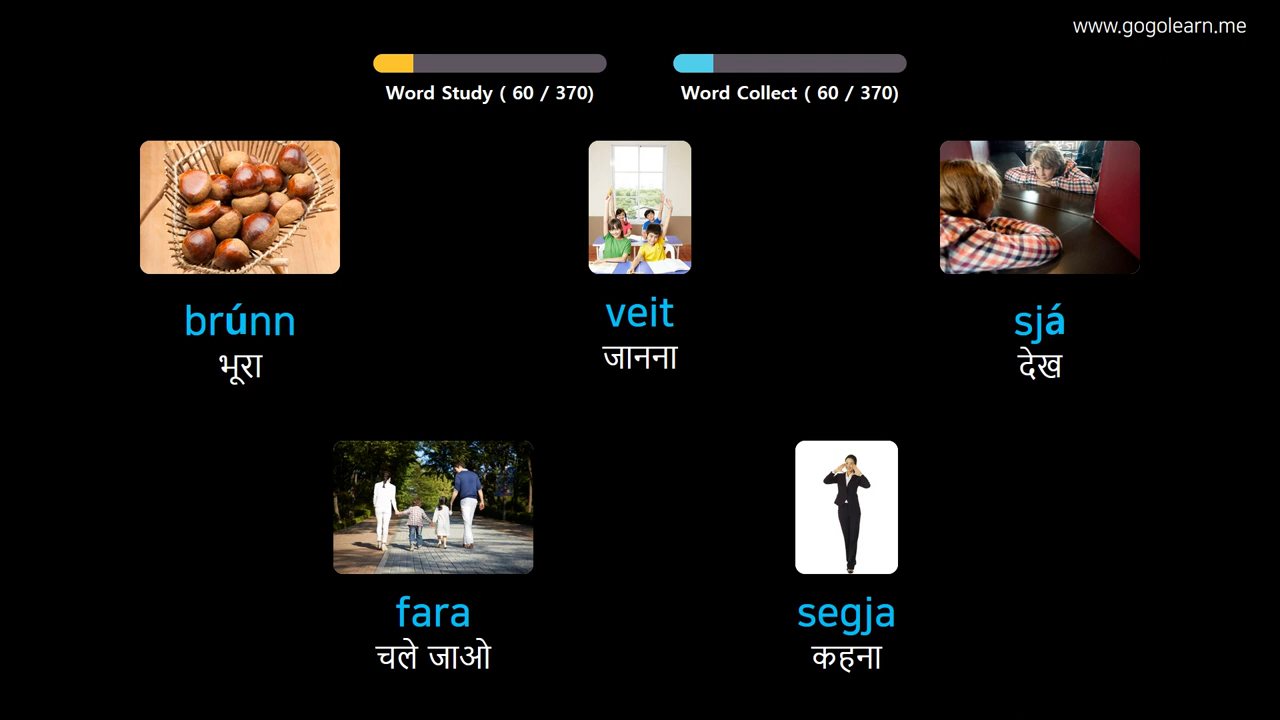 www.gogolearn.me
Word Study ( 60 / 370)
Word Collect ( 60 / 370)
brúnn
भूरा
veit
जानना
sjá
देख
fara
चले जाओ
segja
कहना